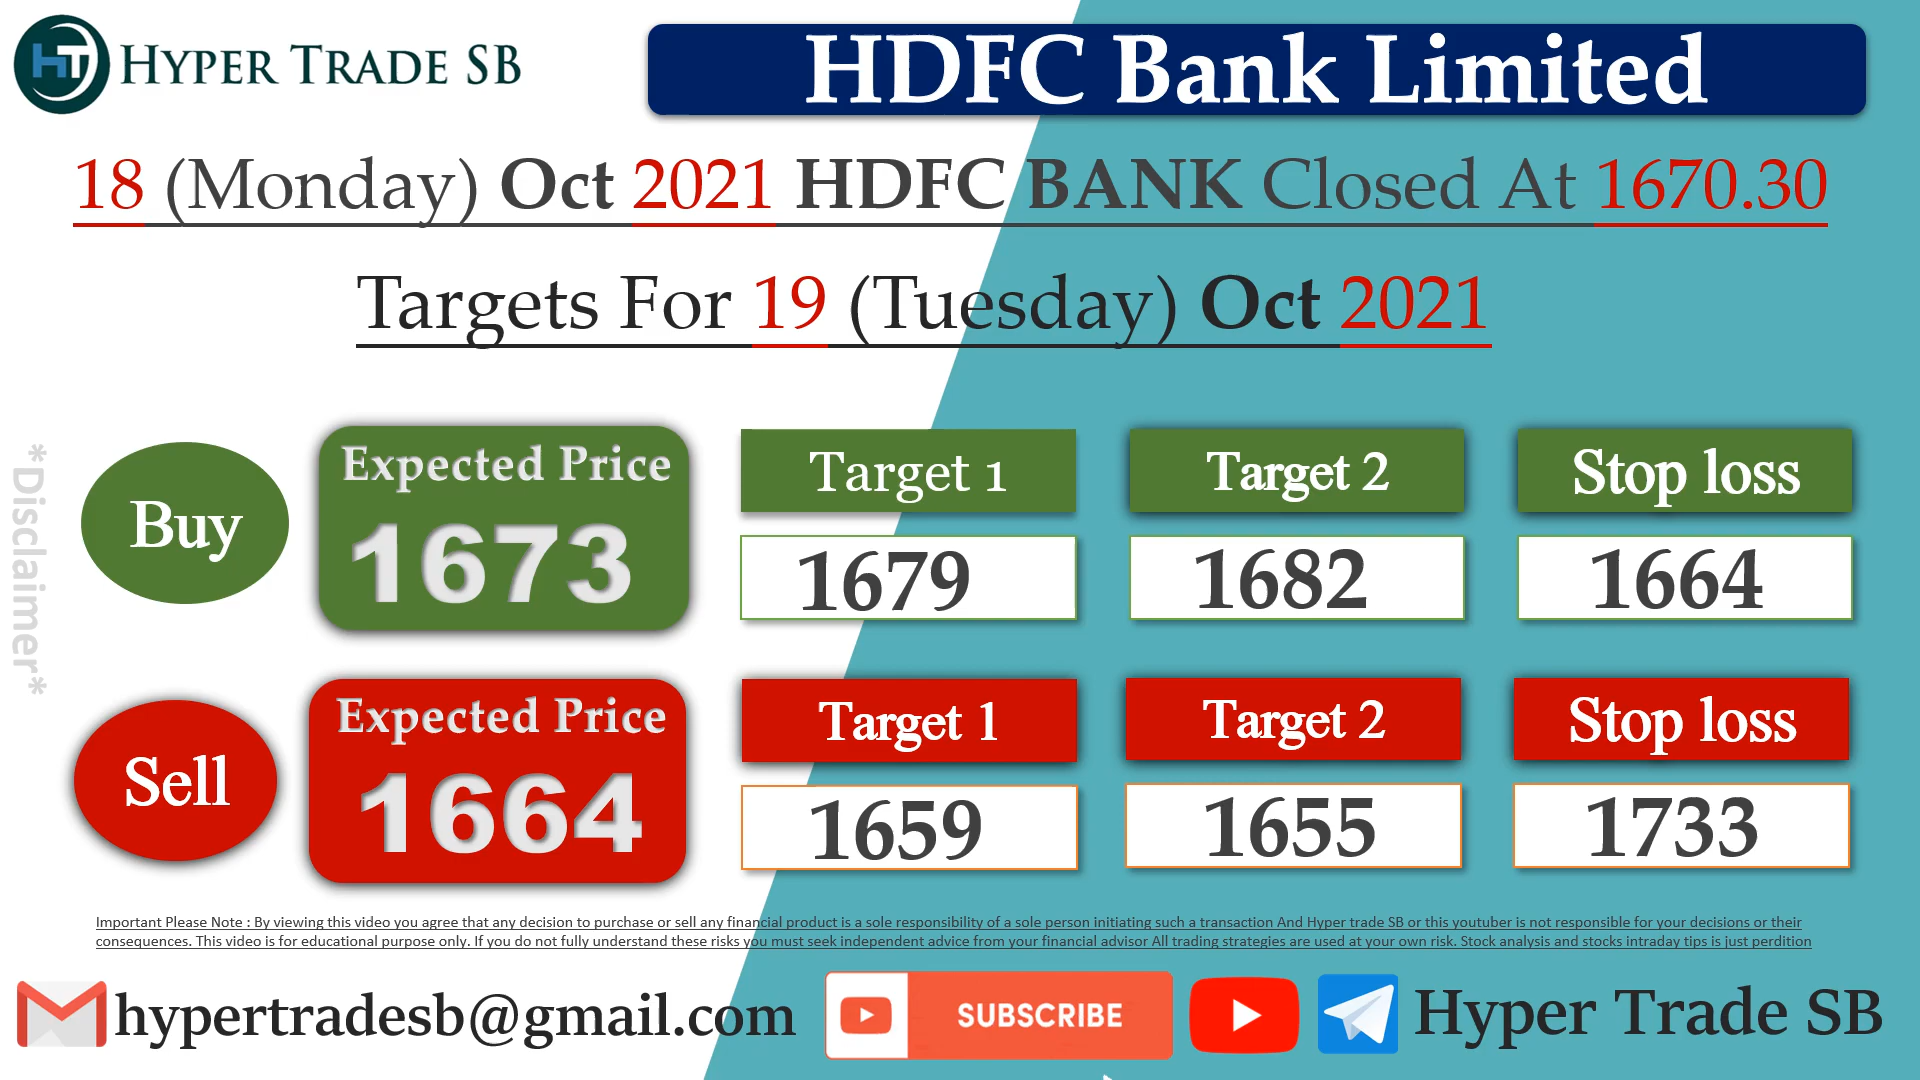 HT HYPER TRADE SB
HDFC Bank Limited
18 (Monday) Oct 2021 HDFC BANK Closed At 1670.30
Targets For 19 (Tuesday) Oct 2021
*Disclaimer*
Buy
Expected Price
1673
Target 1
1679
Target 2
1682
Stop loss
1664
Sell
Expected Price
1664
Target 1
1659
Target 2
1655
Stop loss
1733
Important Please Note : By viewing this video you agree that any decision to purchase or sell any financial product is a sole responsibility of a sole person initiating such a transaction And Hyper trade SB or this youtuber is not responsible for your decisions or their
consequences. This video is for educational purpose only. If you do not fully understand these risks you must seek independent advice from your financial advisor All trading strategies are used at your own risk. Stock analysis and stocks intraday tips is just perdition
hypertradesb@gmail.com
SUBSCRIBE
Hyper Trade SB